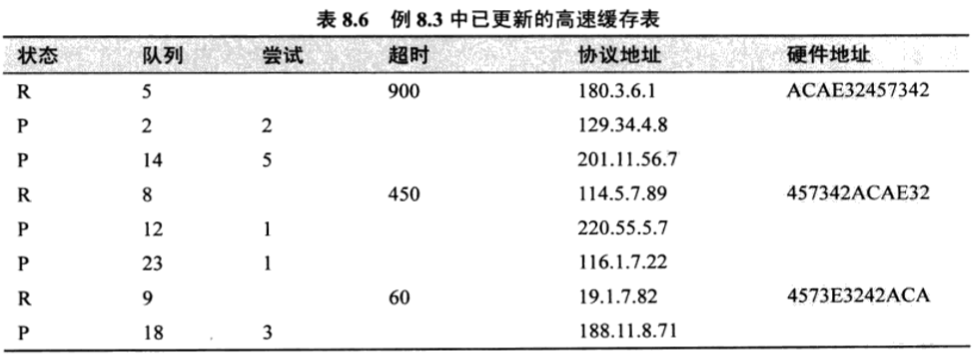 表 8.6 例 8.3 中已更新的高速缓存表
状态 队列 尝试 超时 协议地址 硬件地址
R 5 900 180.3.6.1 ACAE32457342
P 2 2 129.34.4.8
P 14 5 201.11.56.7
R 8 450 114.5.7.89 457342ACAE32
P 12 1 220.55.5.7
P 23 1 116.1.7.22
R 9 60 19.1.7.82 4573E3242ACA
P 18 3 188.11.8.71